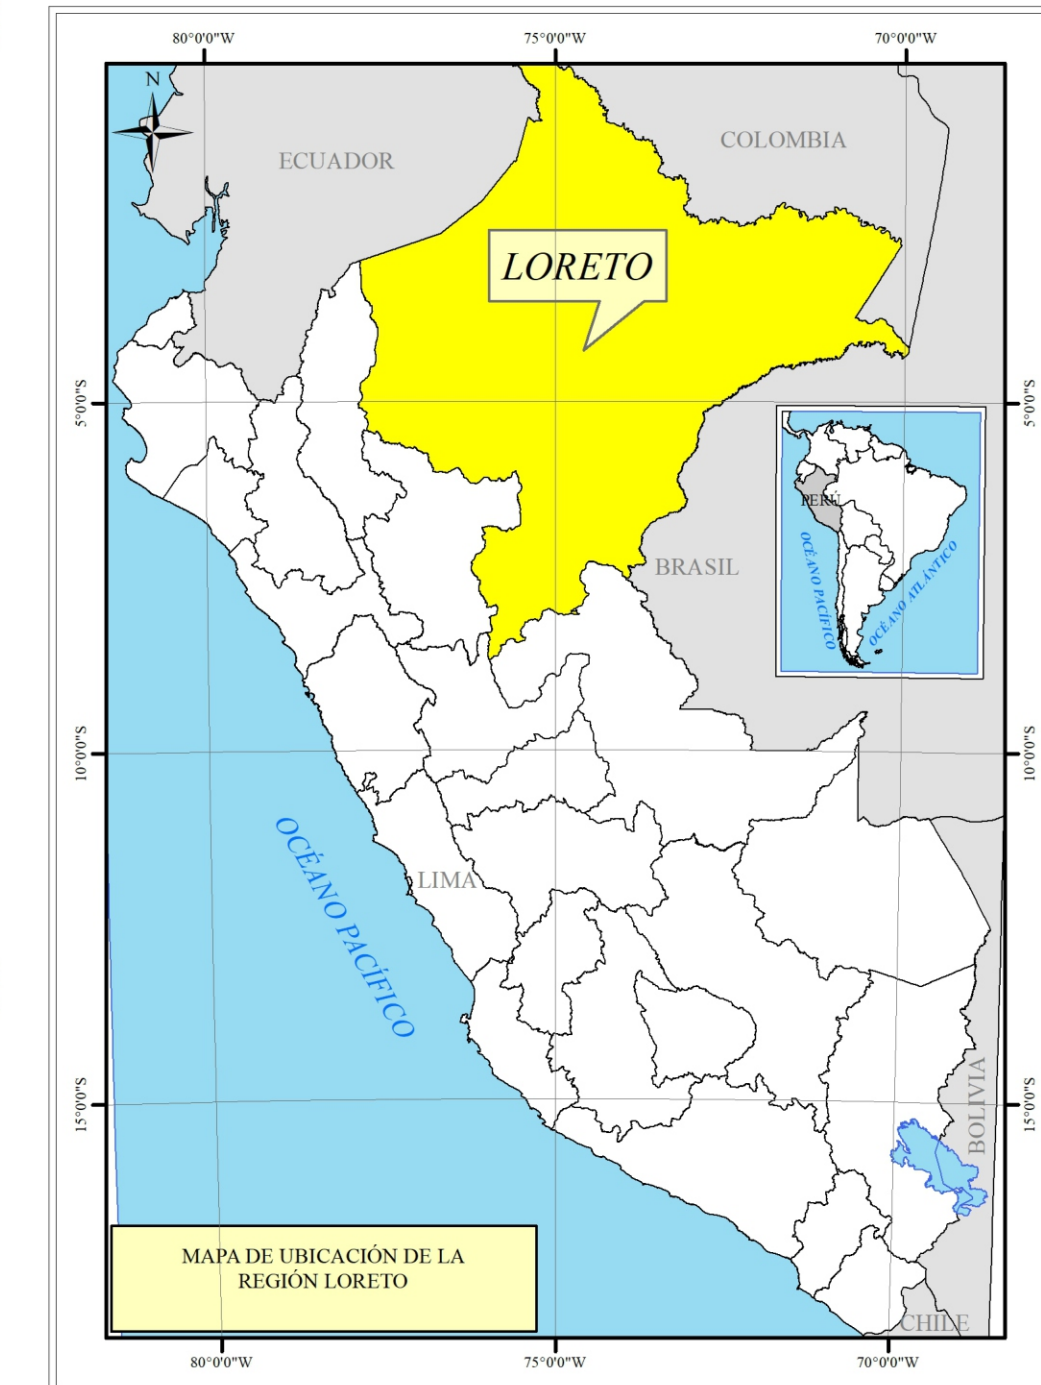 80°0'0"W
75°0'0"W
70°0'0"W
N
COLOMBIA
ECUADOR
LORETO
5°0'0"S
5°0'0"S
PERÚ
BRASIL
OCÉANO PACÍFICO
OCÉANO ATLÁNTICO
10°0'0"S
10°0'0"S
OCÉANO PACÍFICO
LIMA
15°0'0"S
15°0'0"S
BOLIVIA
MAPA DE UBICACIÓN DE LA
REGIÓN LORETO
CHILE
80°0'0"W
75°0'0"W
70°0'0"W